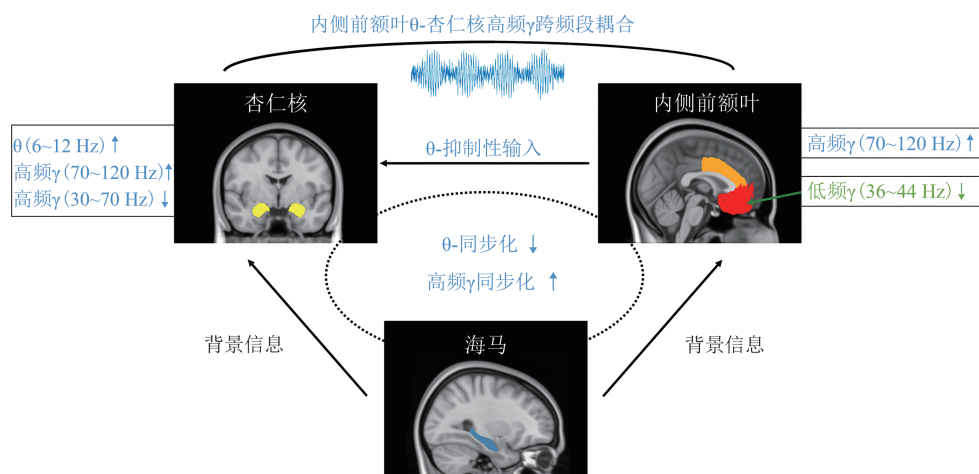 内侧前额叶θ-杏仁核高频γ跨频段耦合
杏仁核
内侧前额叶
θ(6~12 Hz)↑
高频γ(70~120 Hz)↑
高频γ(30~70 Hz)↓
θ-抑制性输入
高频γ(70~120 Hz)↑
低频γ(36~44 Hz)↓
θ-同步化 ↓
高频γ同步化 ↑
背景信息
海马
背景信息